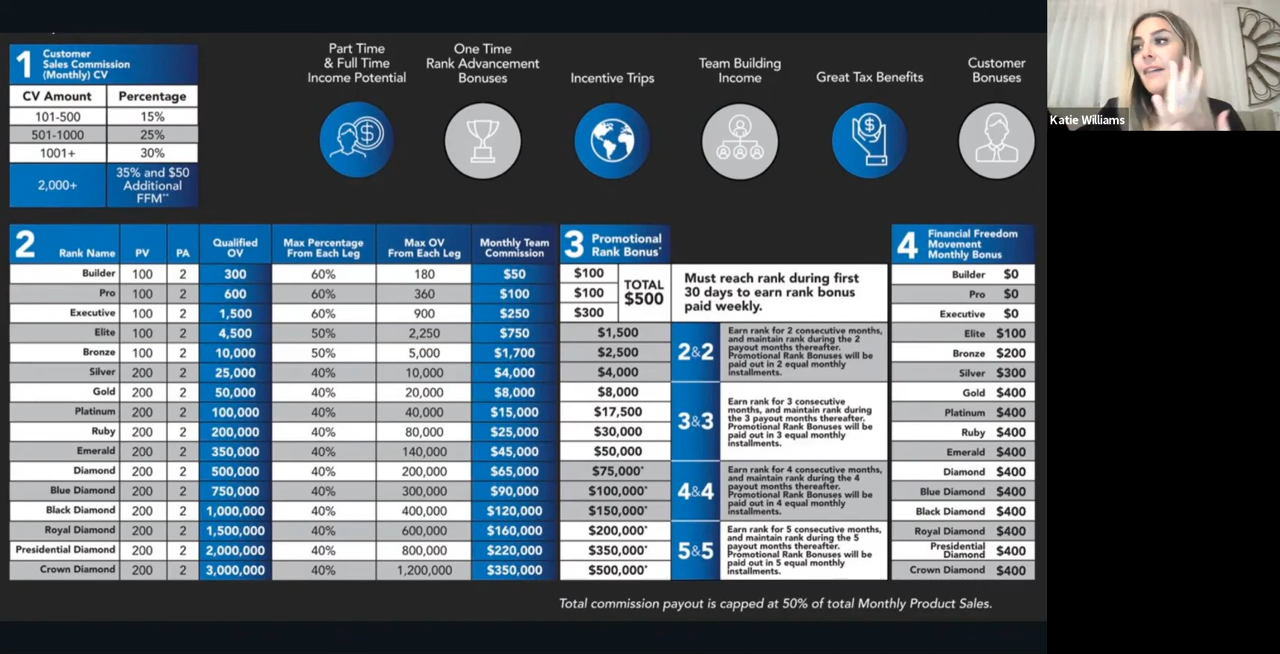 1 Customer
Sales Commission
(Monthly) CV
CV Amount Percentage
101-500 15%
501-1000 25%
1001+ 30%
2,000+ 35% and $50
Additional
FFM**
Part Time
& Full Time
Income Potential
One Time
Rank Advancement
Bonuses
Incentive Trips
Team Building
Income
Great Tax Benefits
Customer
Bonuses
Katie Williams
2 Rank Name PV PA Qualified
OV Max Percentage
From Each Leg Max OV
From Each Leg Monthly Team
Commission
Builder 100 2 300 60% 180 $50
Pro 100 2 600 60% 360 $100
Executive 100 2 1,500 60% 900 $250
Elite 100 2 4,500 50% 2,250 $750
Bronze 100 2 10,000 50% 5,000 $1,700
Silver 200 2 25,000 40% 10,000 $4,000
Gold 200 2 50,000 40% 20,000 $8,000
Platinum 200 2 100,000 40% 40,000 $15,000
Ruby 200 2 200,000 40% 80,000 $25,000
Emerald 200 2 350,000 40% 140,000 $45,000
Diamond 200 2 500,000 40% 200,000 $65,000
Blue Diamond 200 2 750,000 40% 300,000 $90,000
Black Diamond 200 2 1,000,000 40% 400,000 $120,000
Royal Diamond 200 2 1,500,000 40% 600,000 $160,000
Presidential Diamond 200 2 2,000,000 40% 800,000 $220,000
Crown Diamond 200 2 3,000,000 40% 1,200,000 $350,000
3 Promotional
Rank Bonus*
$100
$100
$300
TOTAL
$500
$1,500
$2,500
$4,000
$8,000
$17,500
$30,000
$50,000
$75,000*
$100,000*
$150,000*
$200,000*
$350,000*
$500,000*
Must reach rank during first
30 days to earn rank bonus
paid weekly.
2&2
Earn rank for 2 consecutive months,
and maintain rank during the 2
payout months thereafter.
Promotional Rank Bonuses will be
paid out in 2 equal monthly
installments.
3&3
Earn rank for 3 consecutive
months, and maintain rank during
the 3 payout months thereafter.
Promotional Rank Bonuses will be
paid out in 3 equal monthly
installments.
4&4
Earn rank for 4 consecutive months,
and maintain rank during the 4
payout months thereafter.
Promotional Rank Bonuses will be
paid out in 4 equal monthly
installments.
5&5
Earn rank for 5 consecutive months,
and maintain rank during the 5
payout months thereafter.
Promotional Rank Bonuses will be
paid out in 5 equal monthly
installments.
4 Financial Freedom
Movement
Monthly Bonus
Builder $0
Pro $0
Executive $0
Elite $100
Bronze $200
Silver $300
Gold $400
Platinum $400
Ruby $400
Emerald $400
Diamond $400
Blue Diamond $400
Black Diamond $400
Royal Diamond $400
Presidential
Diamond $400
Crown Diamond $400
Total commission payout is capped at 50% of total Monthly Product Sales.